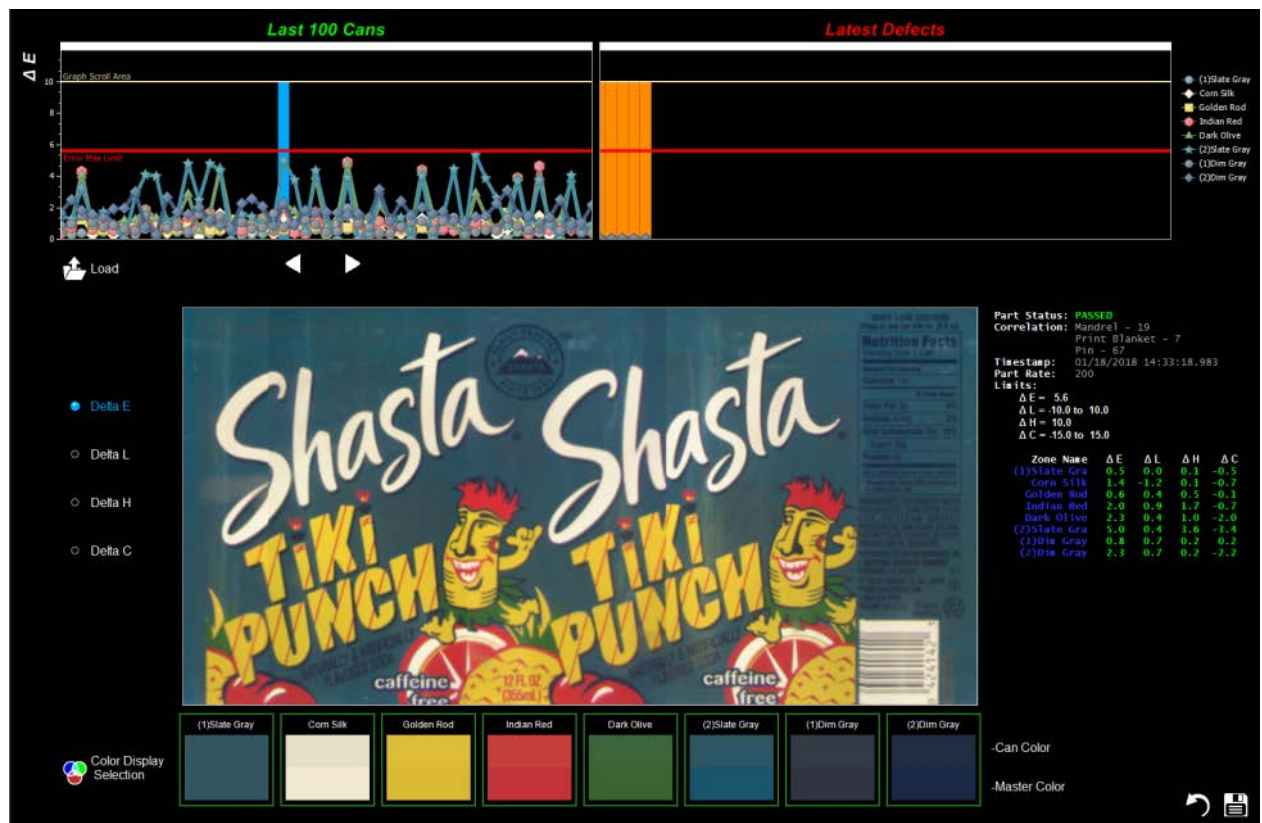 Last 100 Cans
Latest Defects
Δ E
Graph Scroll Area
10
8
6
Error Max Limit
4
2
0
(1)Slate Gray
Corn Silk
Golden Rod
Indian Red
Dark Olive
(2)Slate Gray
(1)Dim Gray
(2)Dim Gray
Load
Delta E
Delta L
Delta H
Delta C
SHASTA
Shasta
Shasta
TiKi
PUNCH
TiKi
PUNCH
NATURALLY & ARTIFICIALLY
FLAVORED SODA
caffeine
free
12 FL OZ
(355mL)
caffeine
free
Nutrition Facts
Part Status: PASSED
Correlation: Mandrel - 19
Print Blanket - 7
Pin - 67
Timestamp: 01/18/2018 14:33:18.983
Part Rate: 200
Limits:
Δ E = 5.6
Δ L = -10.0 to 10.0
Δ H = 10.0
Δ C = -15.0 to 15.0
Zone Name Δ E Δ L Δ H Δ C
(1)Slate Gra 0.5 0.0 0.1 -0.5
Corn Silk 1.4 -1.2 0.1 -0.7
Golden Rod 0.6 0.4 0.5 -0.1
Indian Red 2.0 0.9 1.7 -0.7
Dark Olive 2.3 0.4 1.0 -2.0
(2)Slate Gra 5.0 0.4 3.6 -3.4
(1)Dim Gray 0.8 0.7 0.2 0.2
(2)Dim Gray 2.3 0.7 0.2 -2.2
Color Display
Selection
(1)Slate Gray
Corn Silk
Golden Rod
Indian Red
Dark Olive
(2)Slate Gray
(1)Dim Gray
(2)Dim Gray
-Can Color
-Master Color